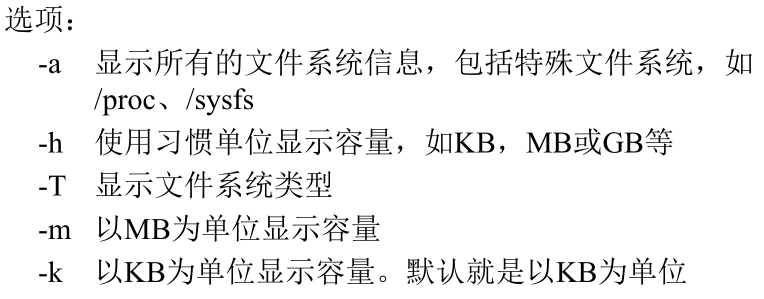 选项：
-a 显示所有的文件系统信息，包括特殊文件系统，如
/proc、/sysfs
-h 使用习惯单位显示容量，如KB，MB或GB等
-T 显示文件系统类型
-m 以MB为单位显示容量
-k 以KB为单位显示容量。默认就是以KB为单位